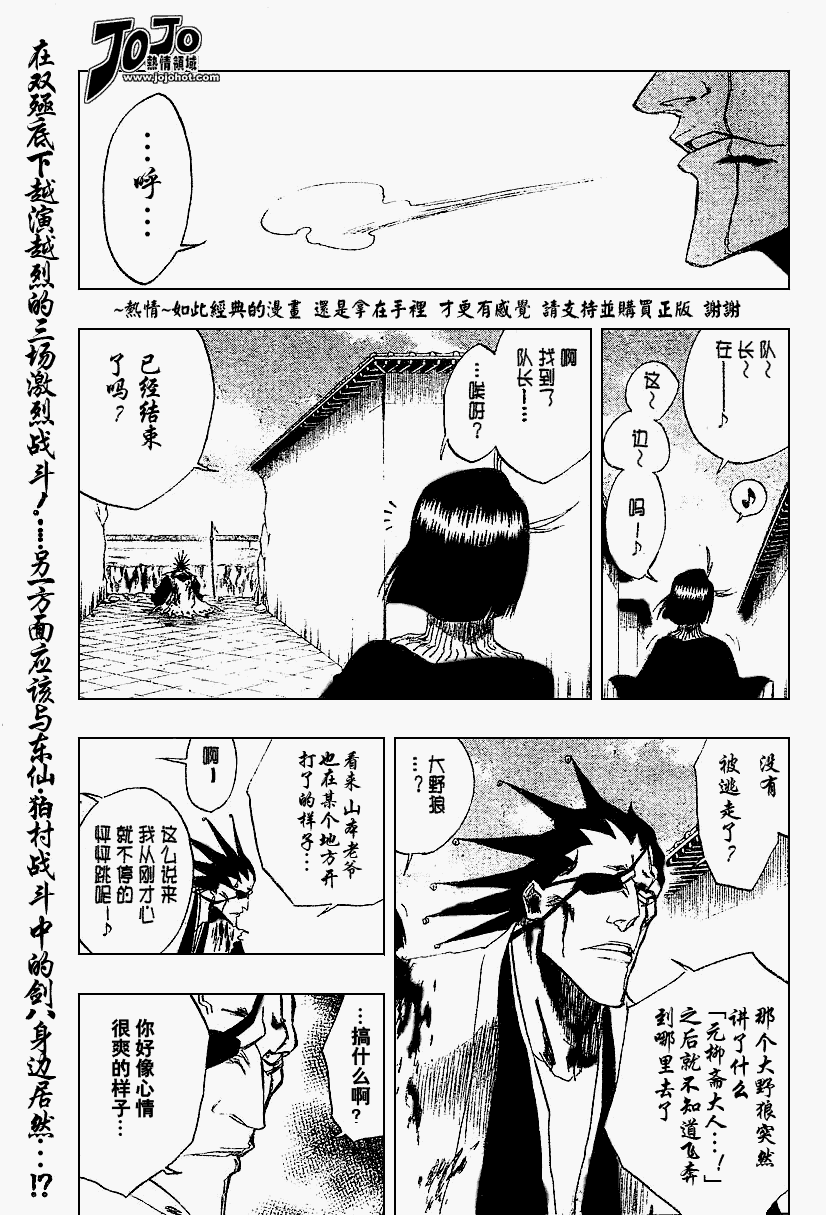 JOJO
熱情領域
www.jojohot.com
在双殛底下越演越烈的三场激烈战斗！……另一方面应该与东仙·狛村战斗中的剑八身边居然…!?
…呼……
~熱情~如此經典的漫畫 還是拿在手裡 才更有感覺 請支持並購買正版 謝謝
队～
长～
在—♪
这～
边～
吗—♪
♪
啊
找到了
队长—…
…唉呀？
已经结束
了吗？
没有
被逃走了？
大野狼
…？
那个大野狼突然
讲了什么
「元柳斋大人…！」
之后就不知道飞奔
到哪里去了
看来 山本老爷
也在某个地方开
打了的样子…
啊—
这么说来
我从刚才心
就不停的
怦怦跳呢—♪
…搞什么啊？
你好像心情
很爽的样子…